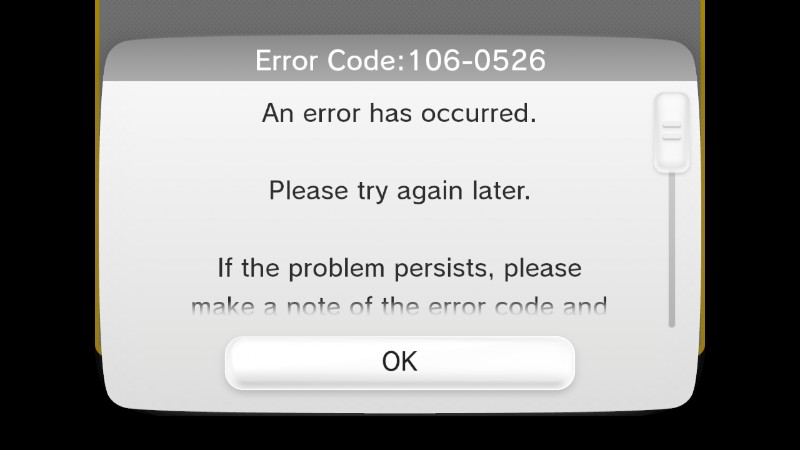 Error Code:106-0526
An error has occurred.
Please try again later.
If the problem persists, please
make a note of the error code and
OK